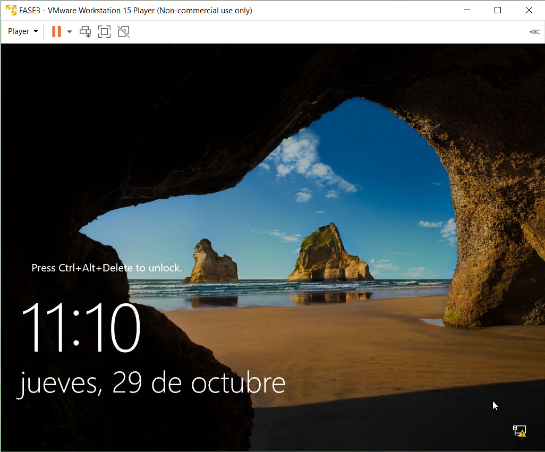 FASE3 - VMware Workstation 15 Player (Non-commercial use only)
Player
Press Ctrl+Alt+Delete to unlock.
11:10
jueves, 29 de octubre